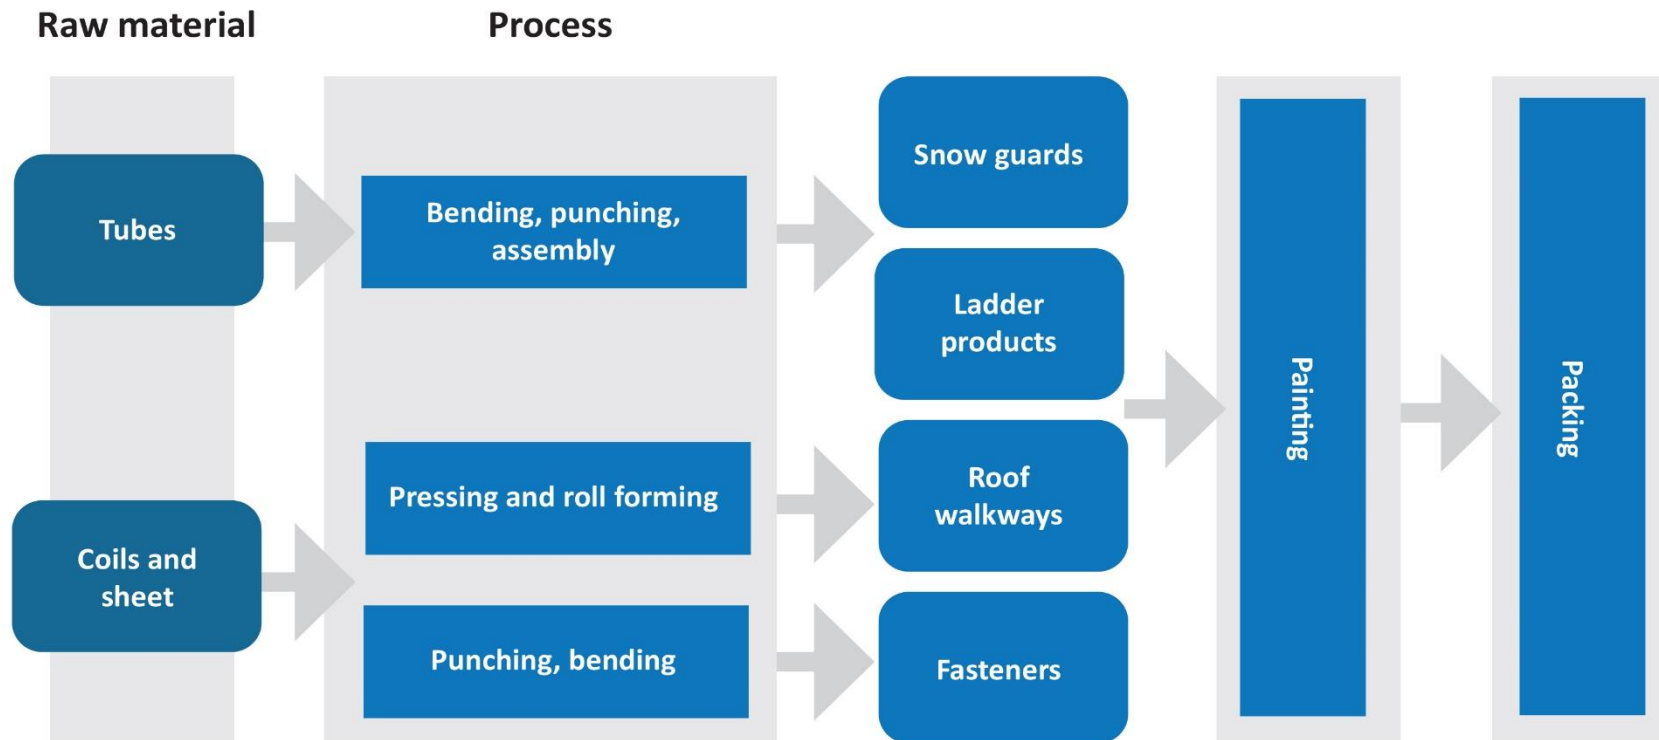 Raw material
Process
Tubes
Bending, punching,
assembly
Snow guards
Ladder
products
Coils and
sheet
Pressing and roll forming
Roof
walkways
Punching, bending
Fasteners
Painting
Packing